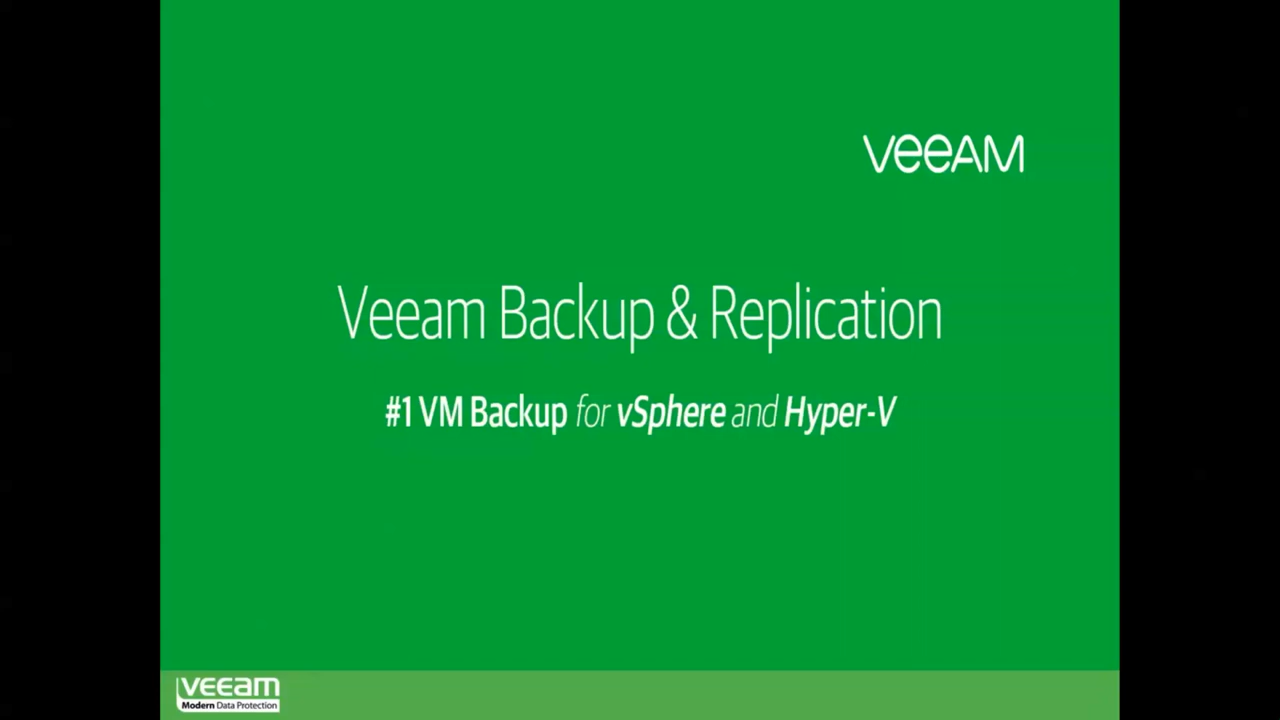 veeAM
Veeam Backup & Replication
#1 VM Backup for vSphere and Hyper-V
veeam
Modern Data Protection